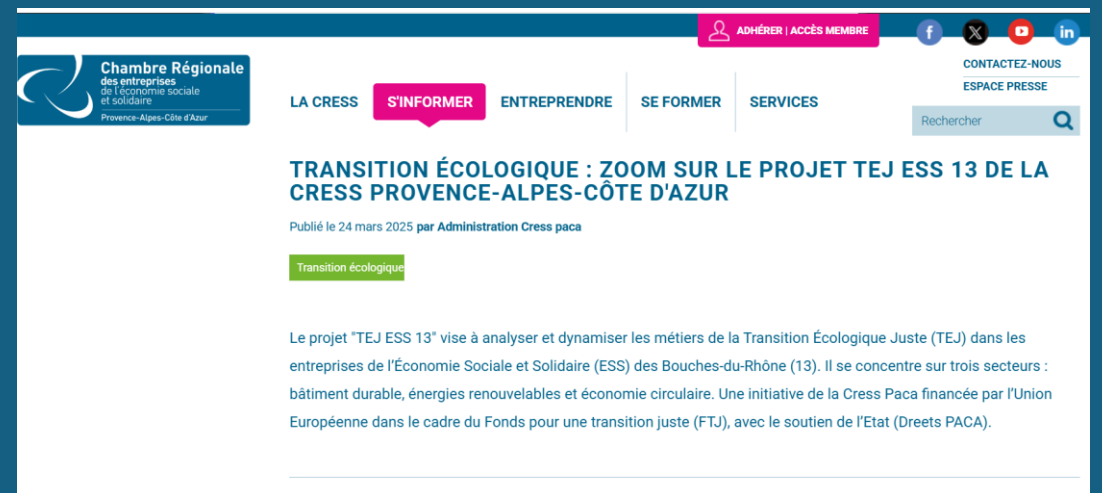 ADHÉRER | ACCÈS MEMBRE
f X in
CONTACTEZ-NOUS
ESPACE PRESSE
Chambre Régionale
des entreprises
de l'économie sociale
et solidaire
Provence-Alpes-Côte d'Azur
LA CRESS S'INFORMER ENTREPRENDRE SE FORMER SERVICES
Rechercher
TRANSITION ÉCOLOGIQUE : ZOOM SUR LE PROJET TEJ ESS 13 DE LA
CRESS PROVENCE-ALPES-CÔTE D'AZUR
Publié le 24 mars 2025 par Administration Cress paca
Transition écologique
Le projet "TEJ ESS 13" vise à analyser et dynamiser les métiers de la Transition Écologique Juste (TEJ) dans les
entreprises de l'Économie Sociale et Solidaire (ESS) des Bouches-du-Rhône (13). Il se concentre sur trois secteurs :
bâtiment durable, énergies renouvelables et économie circulaire. Une initiative de la Cress Paca financée par l'Union
Européenne dans le cadre du Fonds pour une transition juste (FTJ), avec le soutien de l'Etat (Dreets PACA).